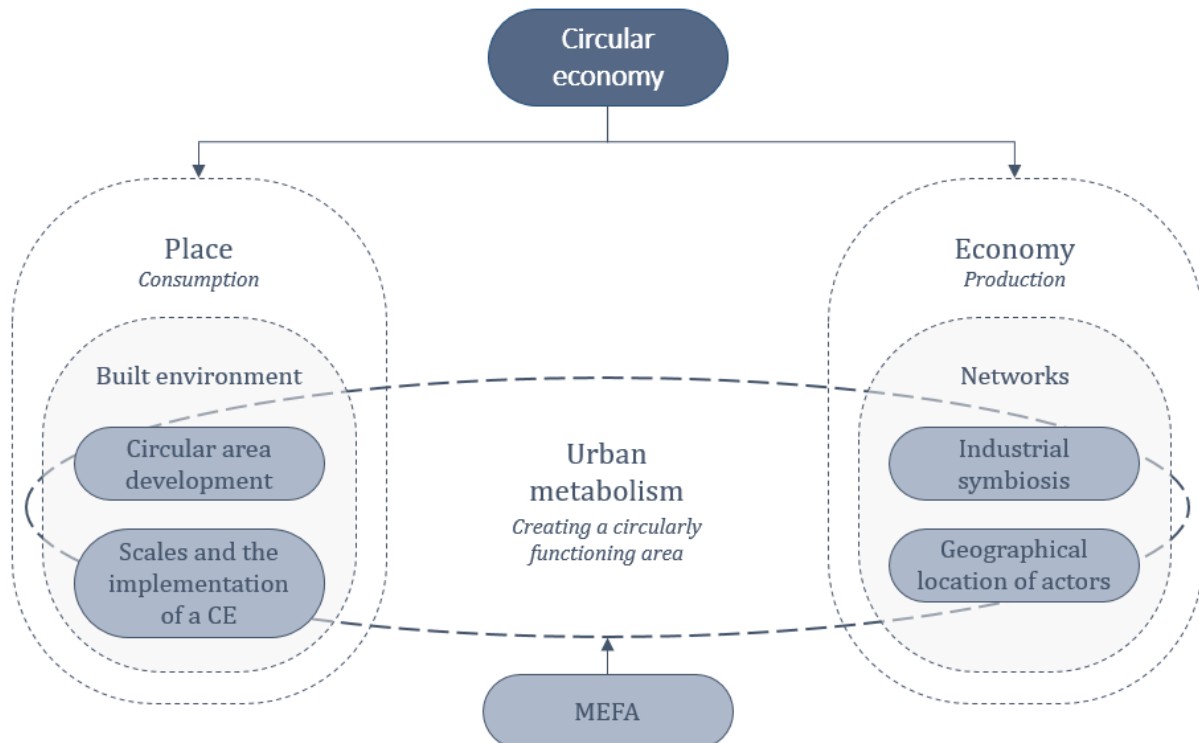 Circular
economy
Place
Consumption
Economy
Production
Built environment
Networks
Circular area
development
Urban
metabolism
Creating a circularly
functioning area
Industrial
symbiosis
Scales and the
implementation
of a CE
Geographical
location of actors
MEFA